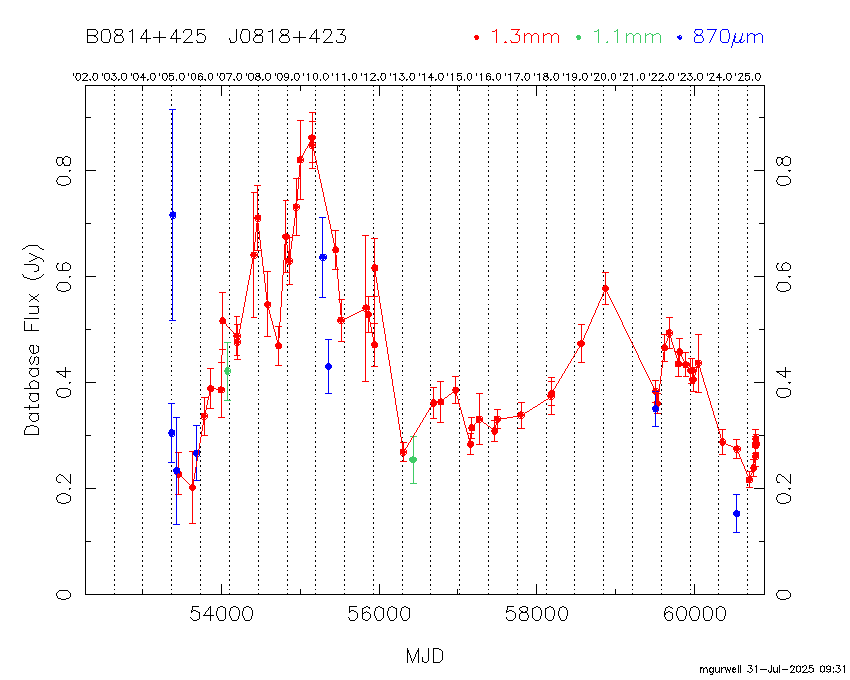 B0814+425 J0818+423 1.3mm 1.1mm 870μm
'02.0 '03.0 '04.0 '05.0 '06.0 '07.0 '08.0 '09.0 '10.0 '11.0 '12.0 '13.0 '14.0 '15.0 '16.0 '17.0 '18.0 '19.0 '20.0 '21.0 '22.0 '23.0 '24.0 '25.0
0.8 0.8
0.6 0.6
Database Flux (Jy)
0.4 0.4
0.2 0.2
0 0
54000 56000 58000 60000
MJD
mgurwell 31-Jul-2025 09:31